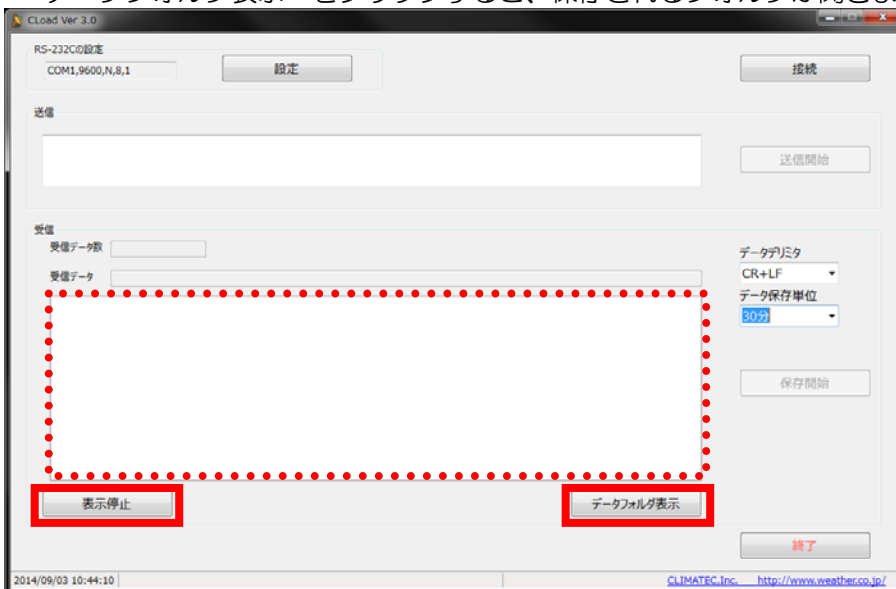 CLoad Ver 3.0
RS-232Cの設定
COM1,9600,N,8,1
設定
接続
送信
送信開始
受信
受信データ数
データデリミタ
受信データ
CR+LF
データ保存単位
30分
保存開始
表示停止
データフォルダ表示
終了
2014/09/03 10:44:10
CLIMATEC.Inc. http://www.weather.co.jp/